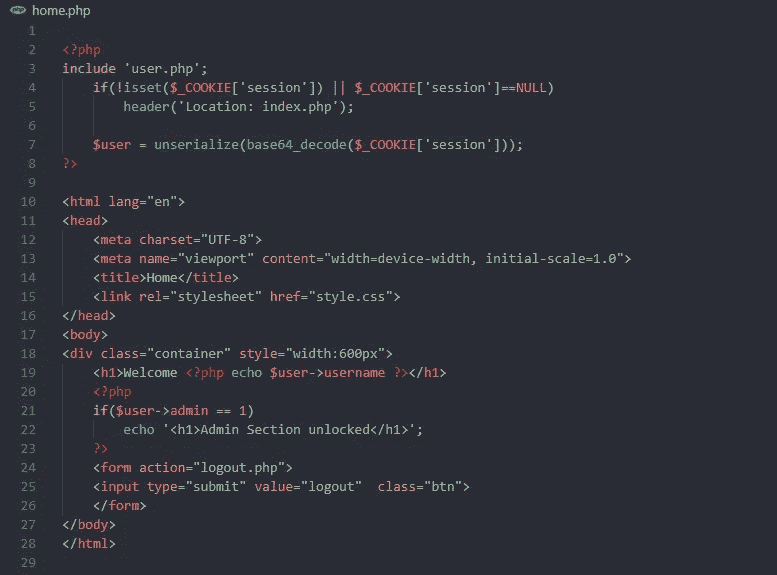 home.php
1
2 <?php
3 include 'user.php';
4     if(!isset($_COOKIE['session']) || $_COOKIE['session']==NULL)
5         header('Location: index.php');
6
7     $user = unserialize(base64_decode($_COOKIE['session']));
8 ?>
9
10 <html lang="en">
11 <head>
12     <meta charset="UTF-8">
13     <meta name="viewport" content="width=device-width, initial-scale=1.0">
14     <title>Home</title>
15     <link rel="stylesheet" href="style.css">
16 </head>
17 <body>
18 <div class="container" style="width:600px">
19     <h1>Welcome <?php echo $user->username ?></h1>
20     <?php
21     if($user->admin == 1)
22         echo '<h1>Admin Section unlocked</h1>';
23     ?>
24     <form action="logout.php">
25     <input type="submit" value="logout"  class="btn">
26     </form>
27 </body>
28 </html>
29